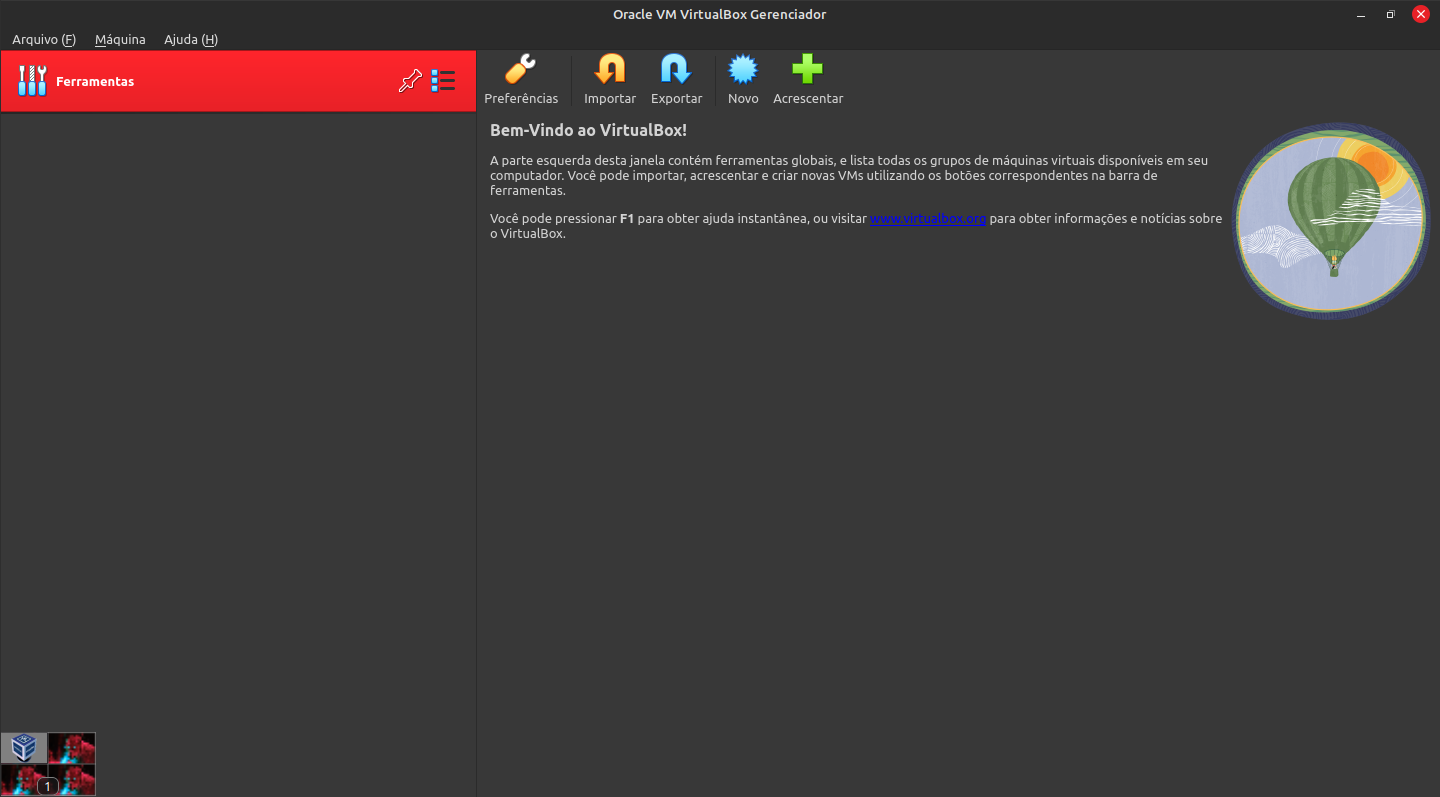 Oracle VM VirtualBox Gerenciador
Arquivo (F) Máquina Ajuda (H)
Ferramentas
Preferências Importar Exportar Novo Acrescentar
Bem-Vindo ao VirtualBox!
A parte esquerda desta janela contém ferramentas globais, e lista todas os grupos de máquinas virtuais disponíveis em seu
computador. Você pode importar, acrescentar e criar novas VMs utilizando os botões correspondentes na barra de
ferramentas.
Você pode pressionar F1 para obter ajuda instantânea, ou visitar www.virtualbox.org para obter informações e notícias sobre
o VirtualBox.
1